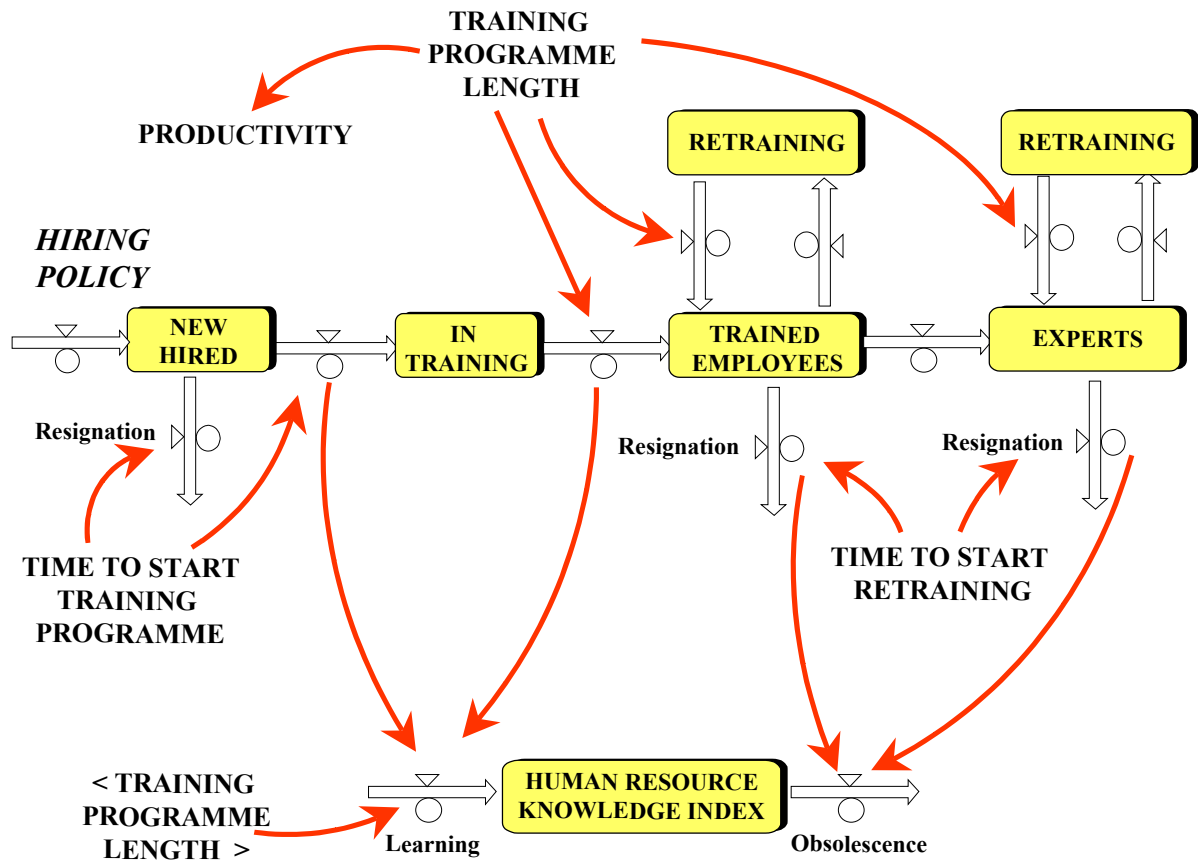 TRAINING
PROGRAMME
LENGTH
PRODUCTIVITY
RETRAINING
RETRAINING
HIRING
POLICY
NEW
HIRED
IN
TRAINING
TRAINED
EMPLOYEES
EXPERTS
Resignation
Resignation
Resignation
TIME TO START
TRAINING
PROGRAMME
TIME TO START
RETRAINING
< TRAINING
PROGRAMME
LENGTH >
Learning
HUMAN RESOURCE
KNOWLEDGE INDEX
Obsolescence